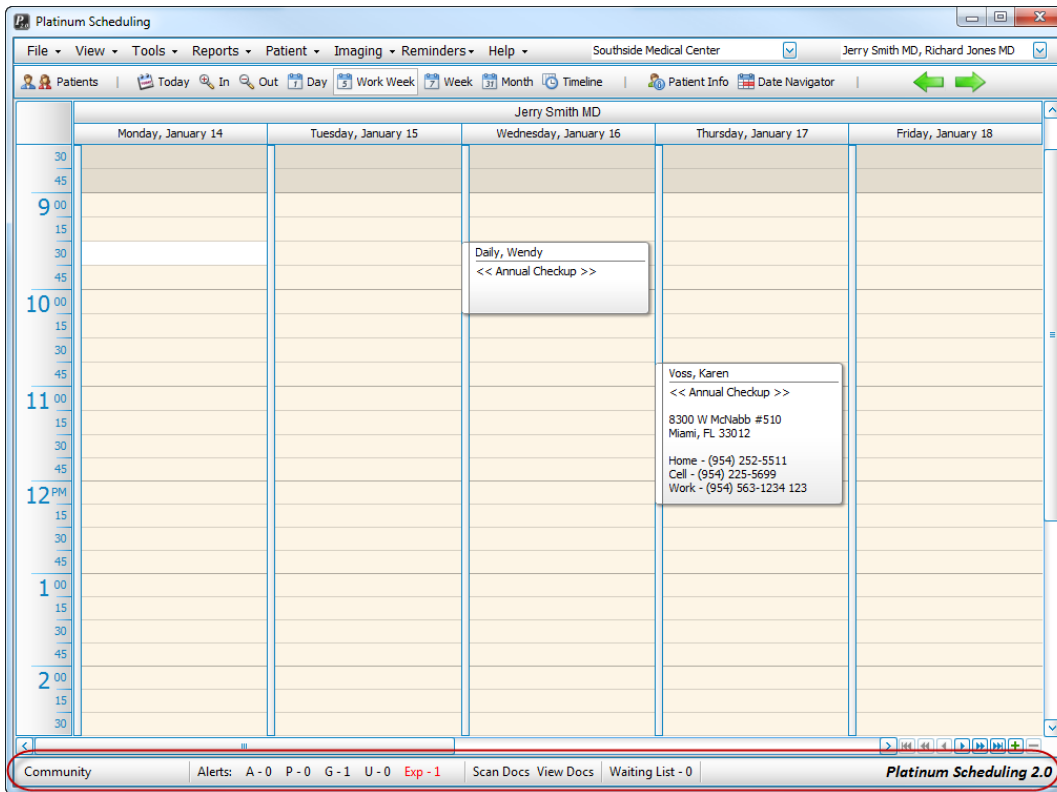 P 2.0 Platinum Scheduling
File View Tools Reports Patient Imaging Reminders Help Southside Medical Center Jerry Smith MD, Richard Jones MD
Patients | Today In Out 1 Day 5 Work Week 7 Week 31 Month Timeline | Patient Info Date Navigator |
Jerry Smith MD
Monday, January 14 Tuesday, January 15 Wednesday, January 16 Thursday, January 17 Friday, January 18
30
45
9 00
15
30
Daily, Wendy
<< Annual Checkup >>
45
10 00
15
30
45
Voss, Karen
<< Annual Checkup >>
8300 W McNabb #510
Miami, FL 33012
Home - (954) 252-5511
Cell - (954) 225-5699
Work - (954) 563-1234 123
11 00
15
30
45
12 PM
15
30
45
1 00
15
30
45
2 00
15
30
Community Alerts: A - 0 P - 0 G - 1 U - 0 Exp - 1 Scan Docs View Docs Waiting List - 0 Platinum Scheduling 2.0